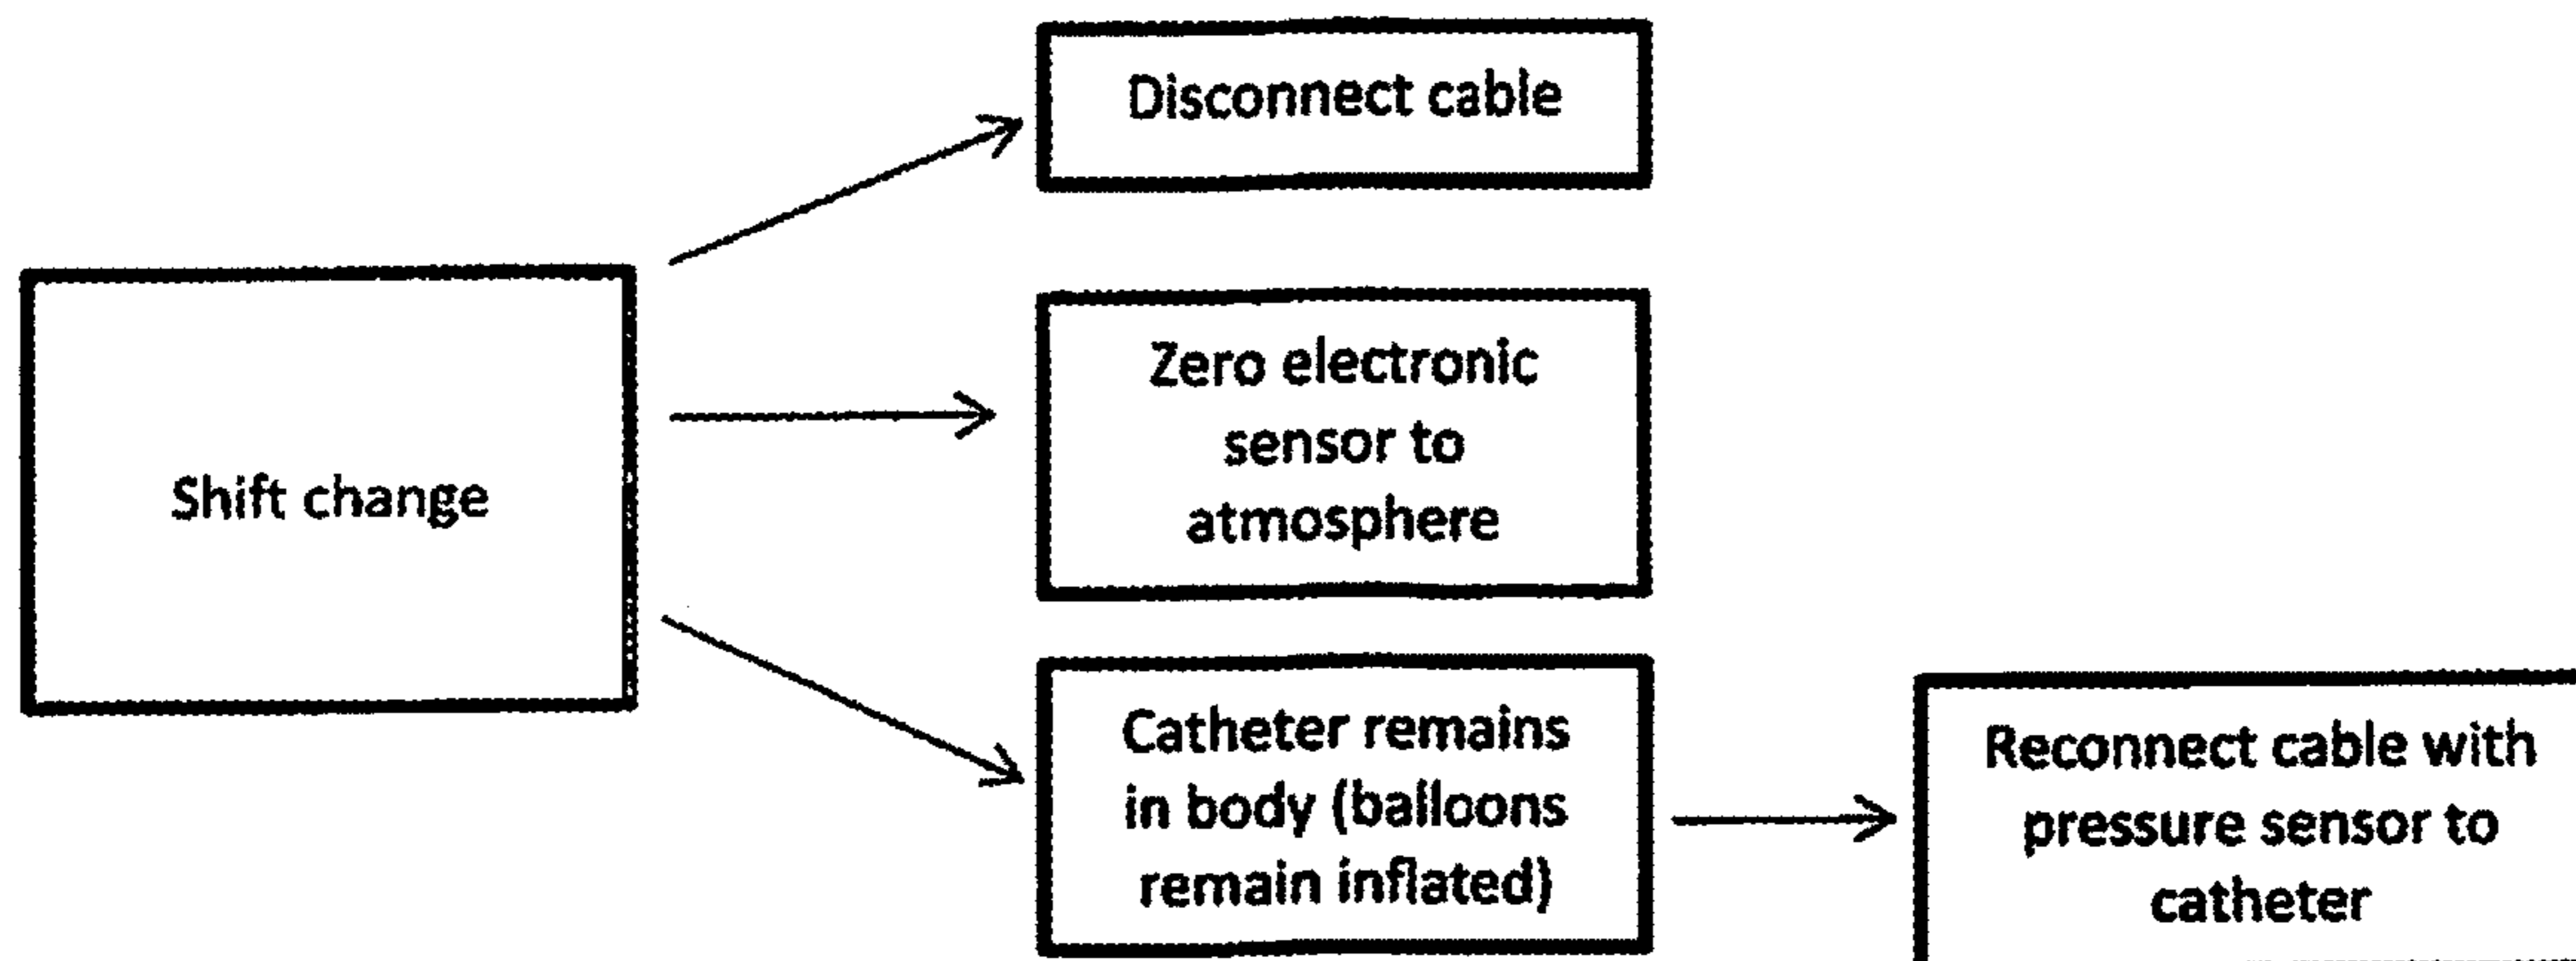 Disconnect cable
Shift change
Zero electronic
sensor to
atmosphere
Catheter remains
in body (balloons
remain inflated)
Reconnect cable with
pressure sensor to
catheter